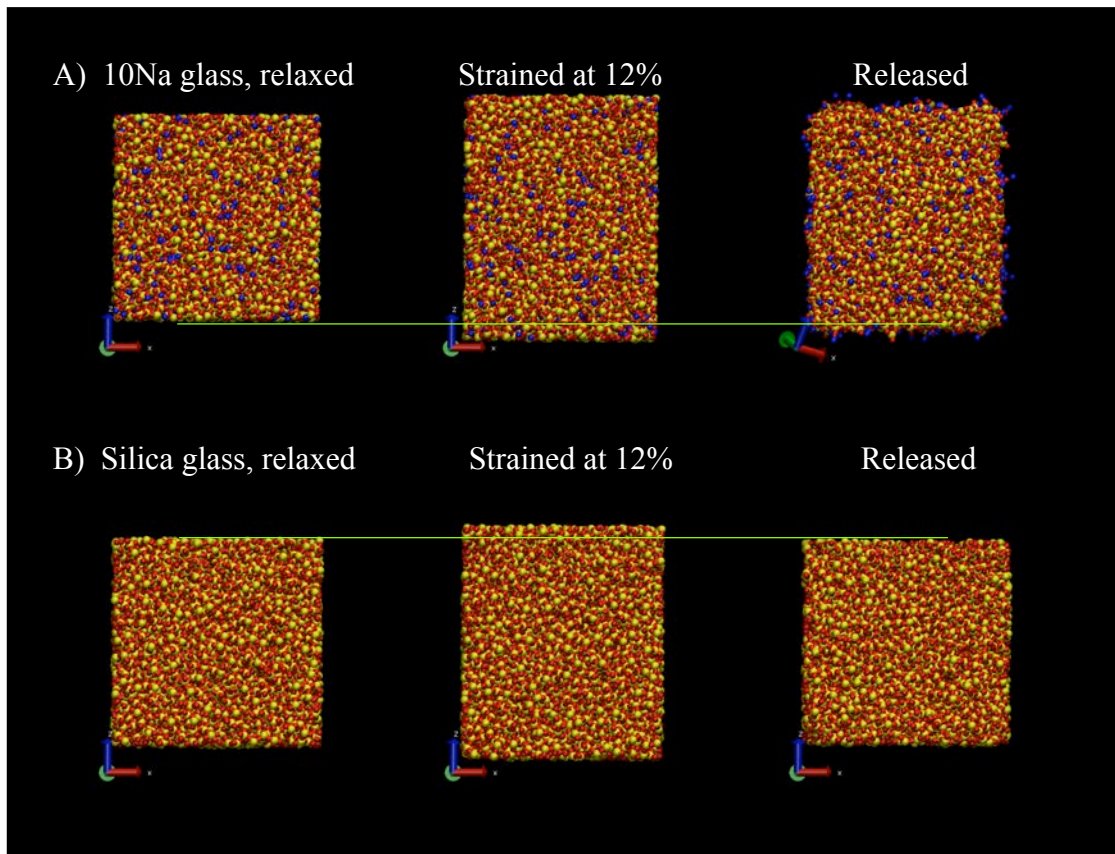 A) 10Na glass, relaxed Strained at 12% Released
z
x
z
x
x
B) Silica glass, relaxed Strained at 12% Released
z
x
z
x
z
x